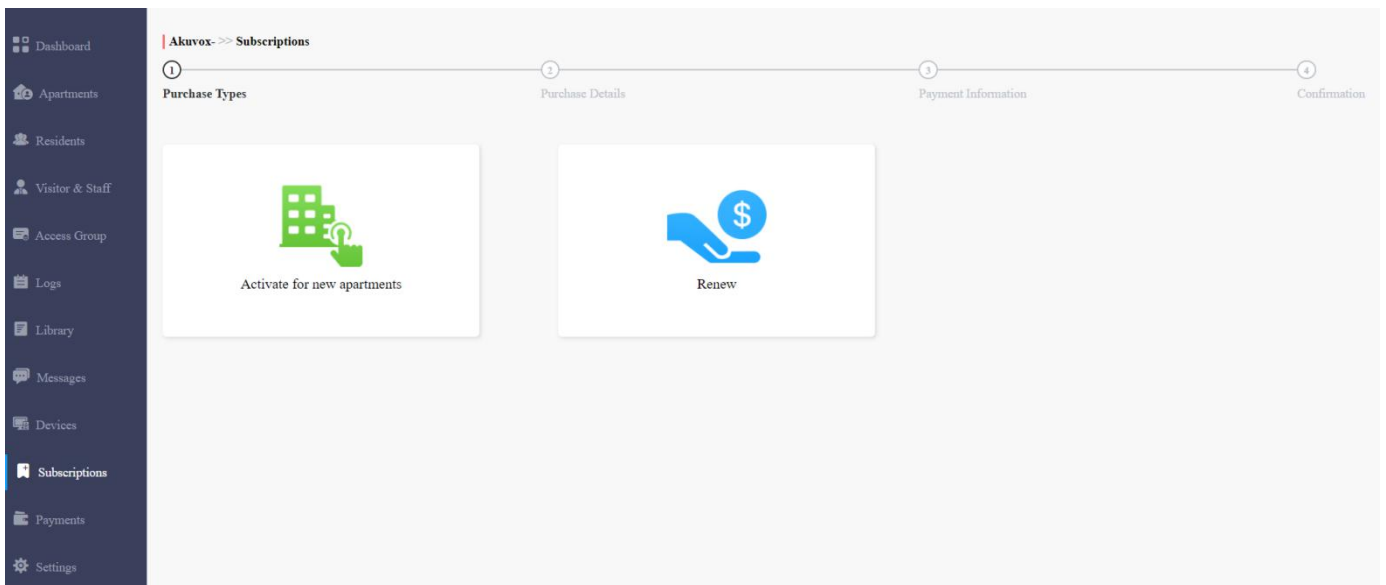 Dashboard
Apartments
Residents
Visitor & Staff
Access Group
Logs
Library
Messages
Devices
Subscriptions
Payments
Settings
Akuvox- >> Subscriptions
1
Purchase Types
2
Purchase Details
3
Payment Information
4
Confirmation
$
Activate for new apartments
Renew